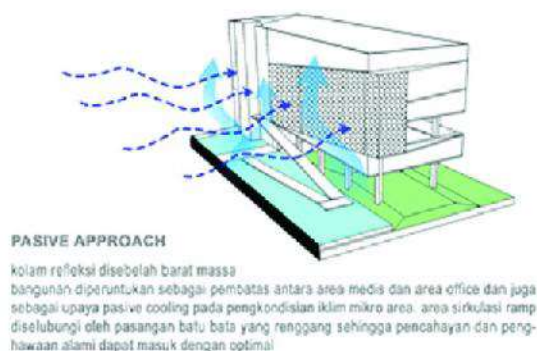 PASIVE APPROACH
kolam refleksi disebelah barat massa
bangunan diperuntukan sebagai pembatas antara area medis dan area office dan juga
sebagai upaya pasive cooling pada pengkondisian iklim mikro area. area sirkulasi ramp
diselubungi oleh pasangan batu bata yang renggang sehingga pencahayan dan peng-
hawaan alami dapat masuk dengan optimal